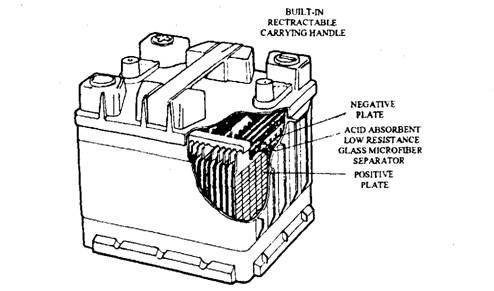 BUILT-IN
RECTRACTABLE
CARRYING HANDLE
NEGATIVE
PLATE
ACID ABSORBENT
LOW RESISTANCE
GLASS MICROFIBER
SEPARATOR
POSITIVE
PLATE